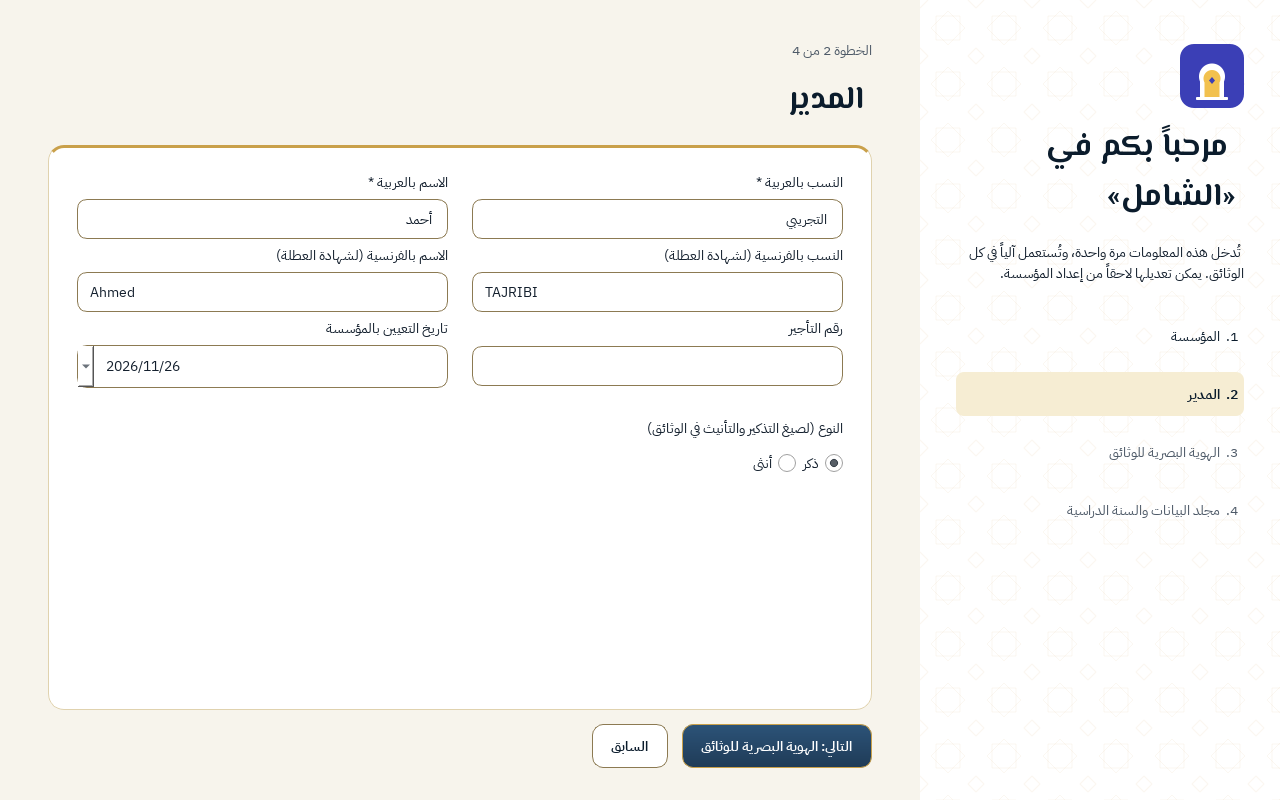 مرحباً بكم في
«الشامل»
تُدخل هذه المعلومات مرة واحدة، وتُستعمل آلياً في كل
الوثائق. يمكن تعديلها لاحقاً من إعداد المؤسسة.
1. المؤسسة
2. المدير
3. الهوية البصرية للوثائق
4. مجلد البيانات والسنة الدراسية
الخطوة 2 من 4
المدير
النسب بالعربية *
الاسم بالعربية *
التجريبي
أحمد
النسب بالفرنسية (لشهادة العطلة)
الاسم بالفرنسية (لشهادة العطلة)
TAJRIBI
Ahmed
رقم التأجير
تاريخ التعيين بالمؤسسة
2026/11/26
النوع (لصيغ التذكير والتأنيث في الوثائق)
ذكر
أنثى
التالي: الهوية البصرية للوثائق
السابق